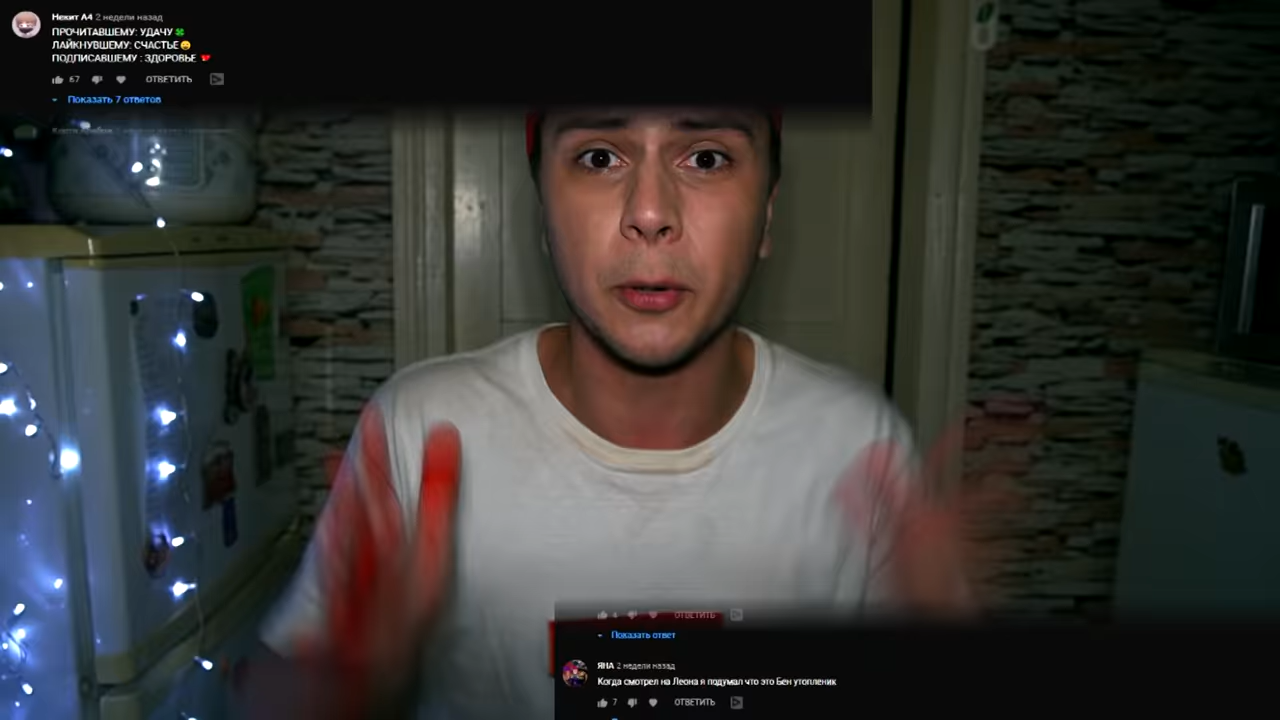 Некит А4 2 недели назад
ПРОЧИТАВШЕМУ: УДАЧУ🍀
ЛАЙКНУВШЕМУ: СЧАСТЬЕ😀
ПОДПИСАВШЕМУ : ЗДОРОВЬЕ ❤️
67 ОТВЕТИТЬ
Показать 7 ответов
4 ОТВЕТИТЬ
Показать ответ
ЯНА 2 недели назад
Когда смотрел на Леона я подумал что это Бен утопленик
7 ОТВЕТИТЬ